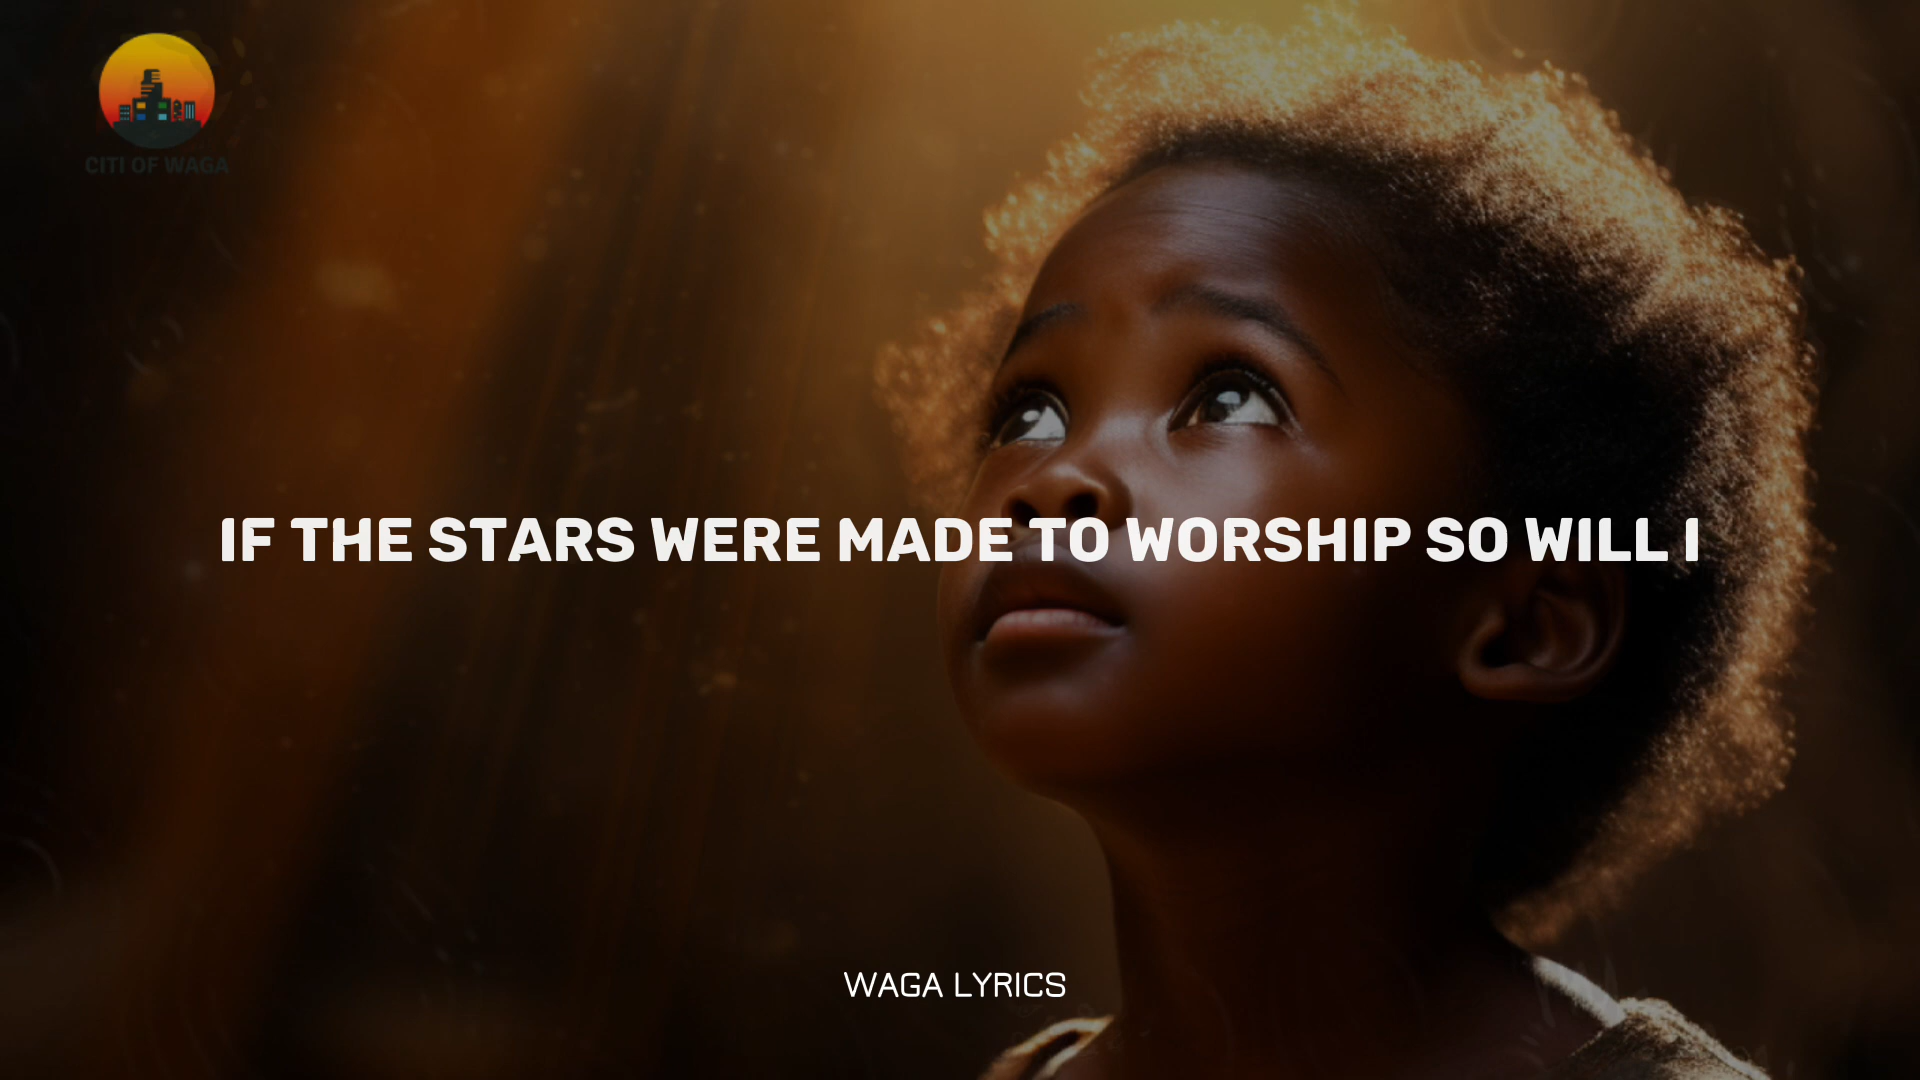 CITI OF WAGA
IF THE STARS WERE MADE TO WORSHIP SO WILL I
WAGA LYRICS